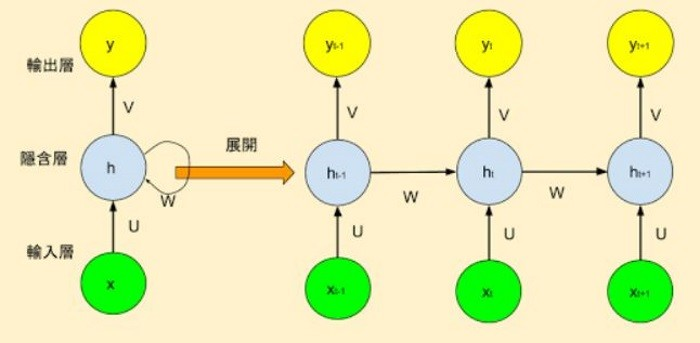 y yt-1 yt yt+1
輸出層
V V V V
展開
隱含層 h ht-1 ht ht+1
W W W
U U U U
輸入層
x xt-1 xt xt+1